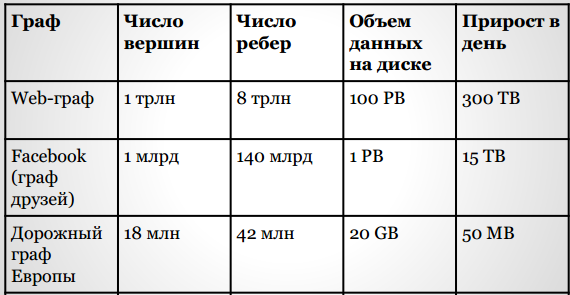 Граф Число вершин Число ребер Объем данных на диске Прирост в день
Web-граф 1 трлн 8 трлн 100 PB 300 TB
Facebook (граф друзей) 1 млрд 140 млрд 1 PB 15 TB
Дорожный граф Европы 18 млн 42 млн 20 GB 50 MB